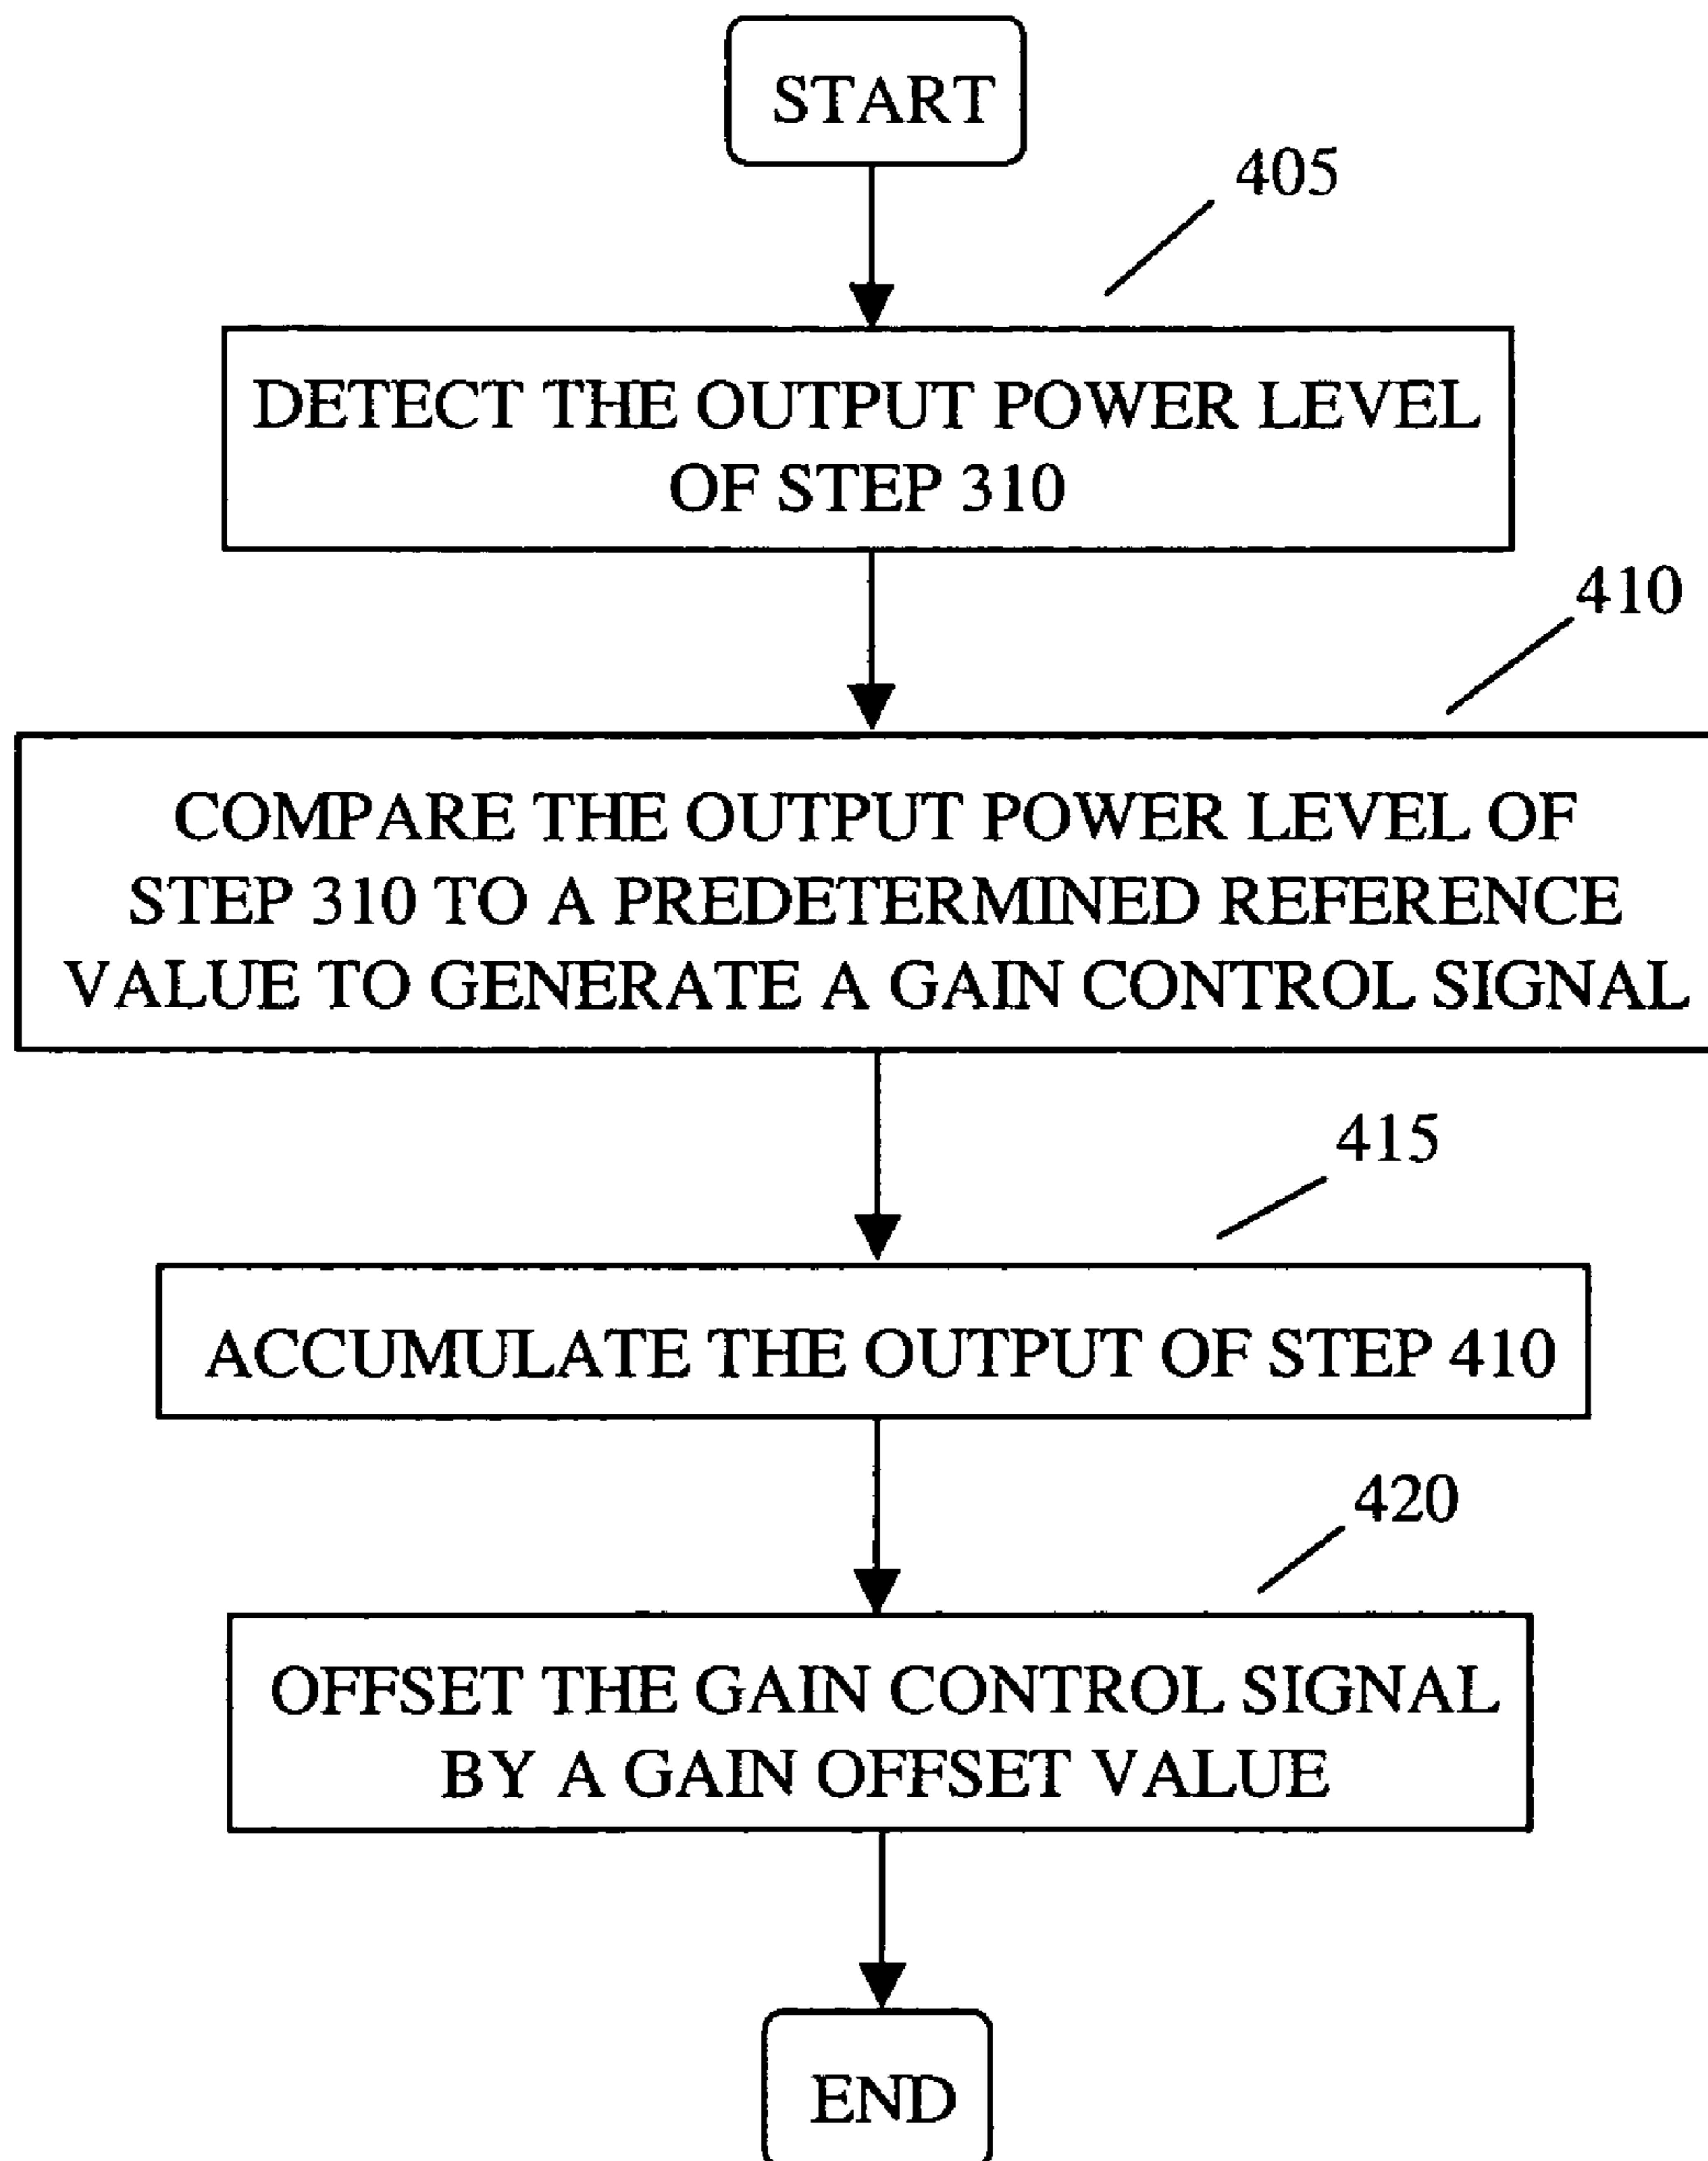 START
405
DETECT THE OUTPUT POWER LEVEL
OF STEP 310
410
COMPARE THE OUTPUT POWER LEVEL OF
STEP 310 TO A PREDETERMINED REFERENCE
VALUE TO GENERATE A GAIN CONTROL SIGNAL
415
ACCUMULATE THE OUTPUT OF STEP 410
420
OFFSET THE GAIN CONTROL SIGNAL
BY A GAIN OFFSET VALUE
END